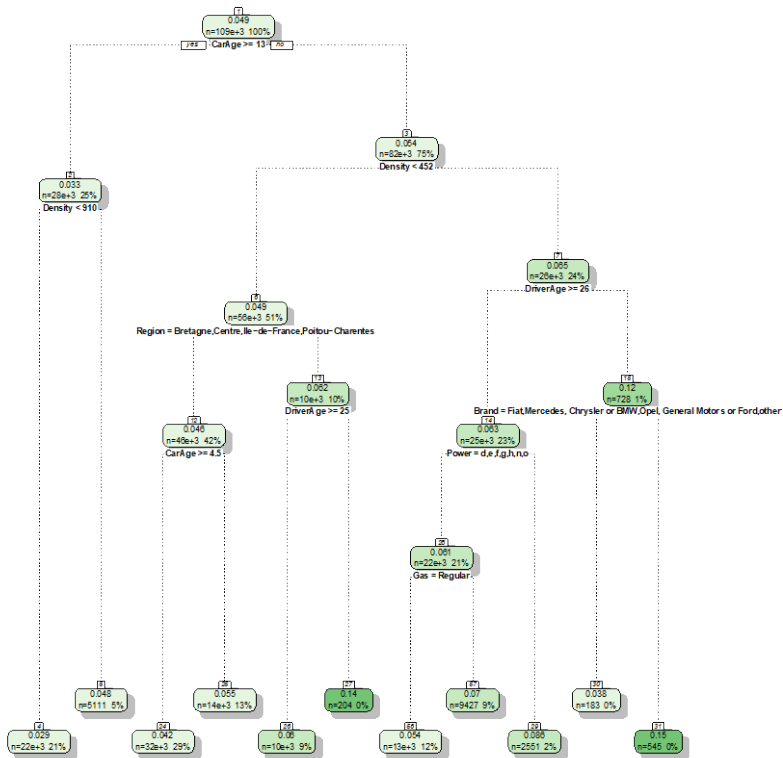 1
0.049
n=109e+3 100%
yes CarAge >= 13 no
3
0.054
n=82e+3 75%
Density < 452
2
0.033
n=28e+3 25%
Density < 910
7
0.065
n=26e+3 24%
DriverAge >= 26
6
0.049
n=56e+3 51%
Region = Bretagne,Centre,Ile-de-France,Poitou-Charentes
13
0.062
n=10e+3 10%
DriverAge >= 25
15
0.12
n=728 1%
Brand = Fiat,Mercedes, Chrysler or BMW,Opel, General Motors or Ford,other
12
0.046
n=46e+3 42%
CarAge >= 4.5
14
0.063
n=25e+3 23%
Power = d,e,f,g,h,n,o
28
0.061
n=22e+3 21%
Gas = Regular
5
0.048
n=5111 5%
25
0.055
n=14e+3 13%
27
0.14
n=204 0%
57
0.07
n=9427 9%
30
0.038
n=183 0%
4
0.029
n=22e+3 21%
24
0.042
n=32e+3 29%
26
0.06
n=10e+3 9%
56
0.054
n=13e+3 12%
29
0.086
n=2551 2%
31
0.15
n=545 0%